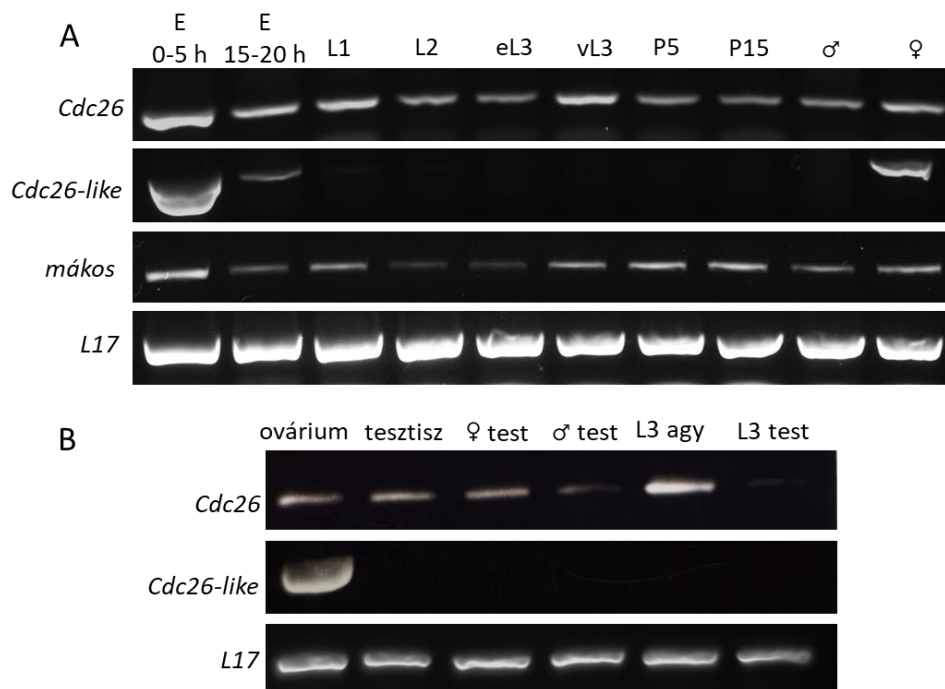 A
E
0-5 h
E
15-20 h
L1
L2
eL3
vL3
P5
P15
♂
♀
Cdc26
Cdc26-like
mákos
L17
B
ovárium
tesztisz
♀ test
♂ test
L3 agy
L3 test
Cdc26
Cdc26-like
L17